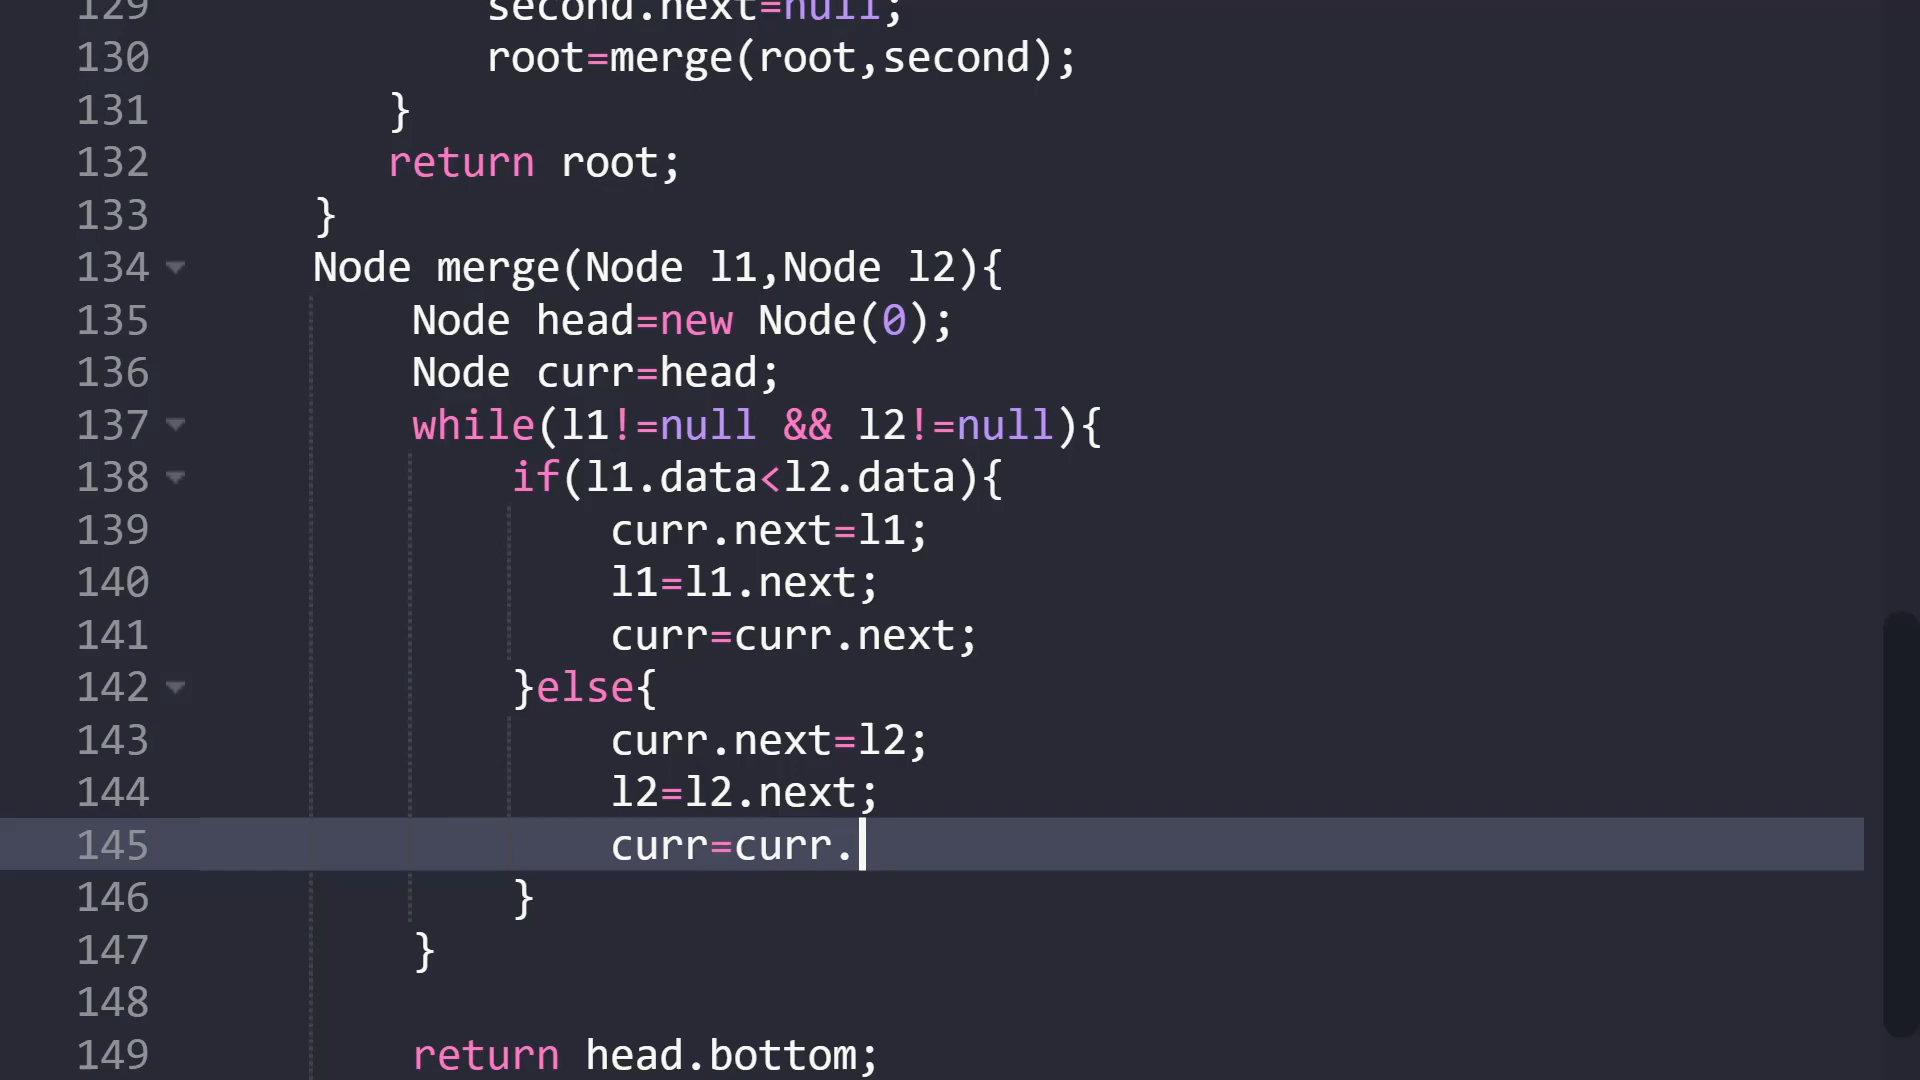 129 second.next=null;
130 root=merge(root,second);
131 }
132 return root;
133 }
134 Node merge(Node l1,Node l2){
135 Node head=new Node(0);
136 Node curr=head;
137 while(l1!=null && l2!=null){
138 if(l1.data<l2.data){
139 curr.next=l1;
140 l1=l1.next;
141 curr=curr.next;
142 }else{
143 curr.next=l2;
144 l2=l2.next;
145 curr=curr.
146 }
147 }
148
149 return head.bottom;